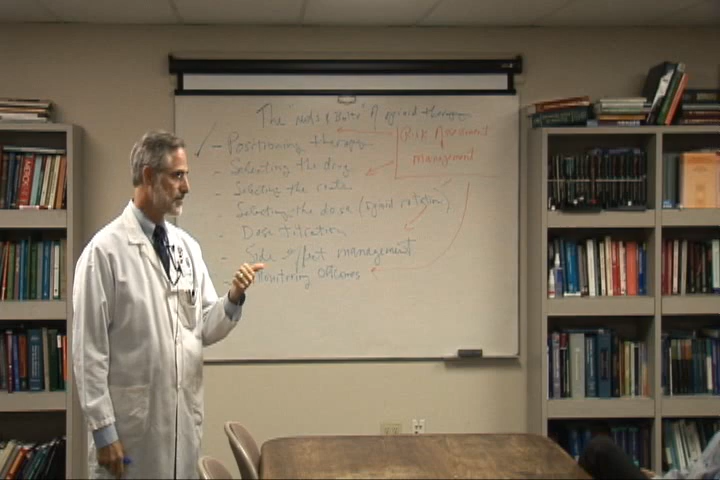 The Nuts & Bolts of opioid therapy
- Positioning therapy
- Selecting the drug
- Selecting the route
- Selecting the dose (opioid rotation)
- Dose titration
- Side effect management
Monitoring Outcomes
Risk Assessment
management